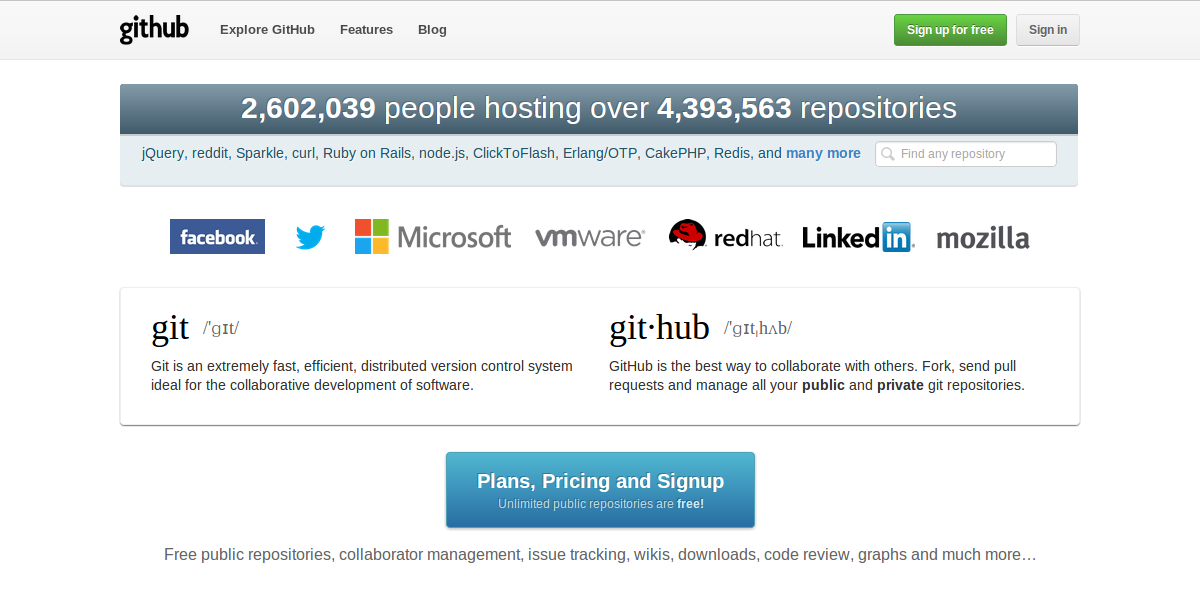 github Explore GitHub Features Blog Sign up for free Sign in
2,602,039 people hosting over 4,393,563 repositories
jQuery, reddit, Sparkle, curl, Ruby on Rails, node.js, ClickToFlash, Erlang/OTP, CakePHP, Redis, and many more Find any repository
facebook. Microsoft vmware® redhat. Linked in. mozilla
git /'gɪt/
Git is an extremely fast, efficient, distributed version control system
ideal for the collaborative development of software.
git·hub /'gɪt,hʌb/
GitHub is the best way to collaborate with others. Fork, send pull
requests and manage all your public and private git repositories.
Plans, Pricing and Signup
Unlimited public repositories are free!
Free public repositories, collaborator management, issue tracking, wikis, downloads, code review, graphs and much more…